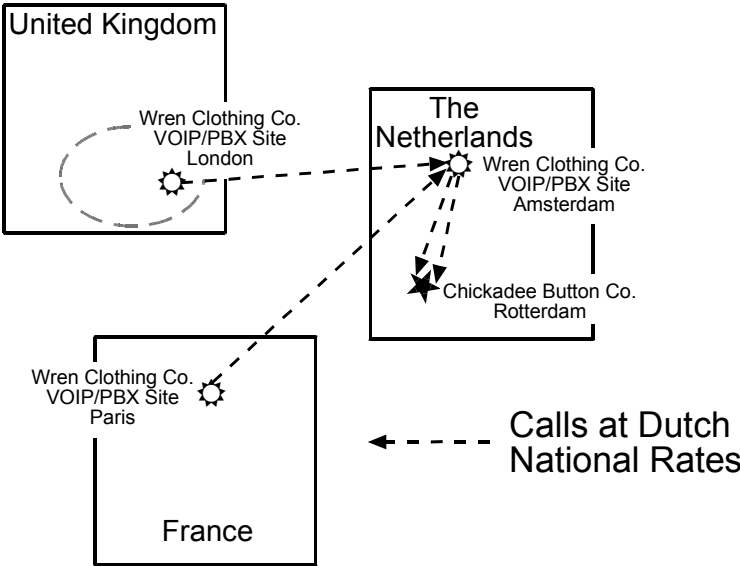 United Kingdom
Wren Clothing Co.
VOIP/PBX Site
London
The
Netherlands
Wren Clothing Co.
VOIP/PBX Site
Amsterdam
Chickadee Button Co.
Rotterdam
Wren Clothing Co.
VOIP/PBX Site
Paris
France
Calls at Dutch
National Rates